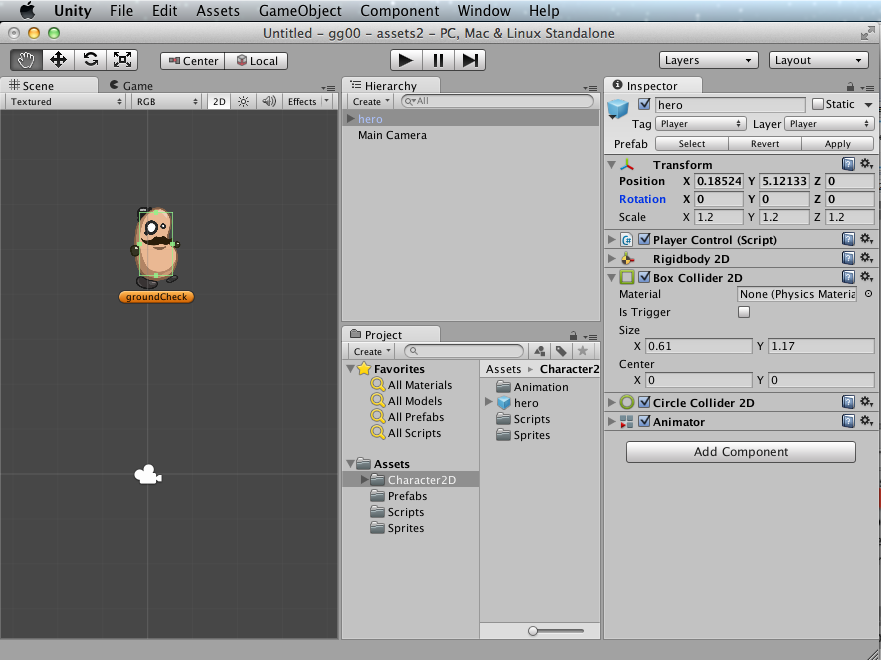 Unity File Edit Assets GameObject Component Window Help
Untitled - gg00 - assets2 - PC, Mac & Linux Standalone
Center Local
Layers Layout
Scene Game
Textured RGB 2D Effects
groundCheck
Hierarchy
Create All
hero
Main Camera
Project
Create
Favorites
All Materials
All Models
All Prefabs
All Scripts
Assets
Character2D
Prefabs
Scripts
Sprites
Assets Character2
Animation
hero
Scripts
Sprites
Inspector
hero Static
Tag Player Layer Player
Prefab Select Revert Apply
Transform
Position X 0.18524 Y 5.12133 Z 0
Rotation X 0 Y 0 Z 0
Scale X 1.2 Y 1.2 Z 1.2
Player Control (Script)
Rigidbody 2D
Box Collider 2D
Material None (Physics Materia
Is Trigger
Size
X 0.61 Y 1.17
Center
X 0 Y 0
Circle Collider 2D
Animator
Add Component